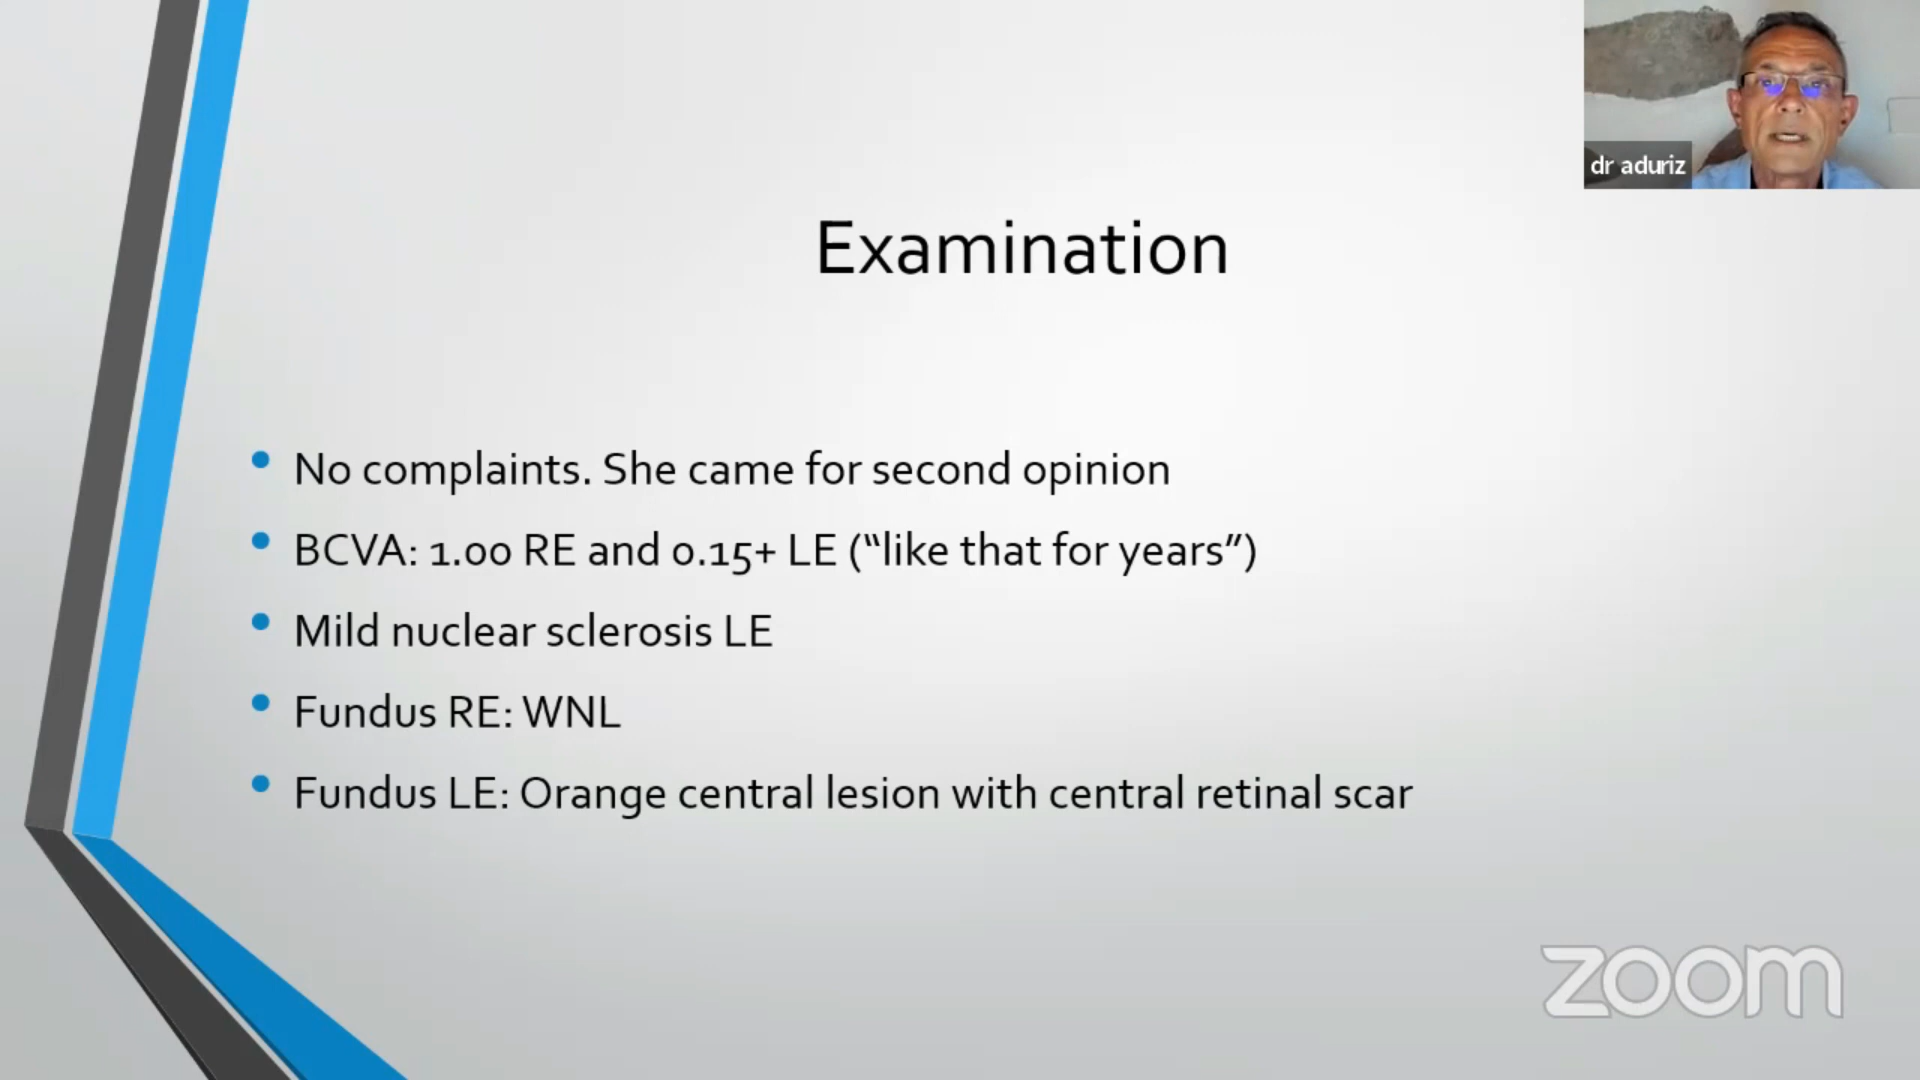 dr aduriz
Examination
• No complaints. She came for second opinion
• BCVA: 1.00 RE and 0.15+ LE (“like that for years”)
• Mild nuclear sclerosis LE
• Fundus RE: WNL
• Fundus LE: Orange central lesion with central retinal scar
zoom